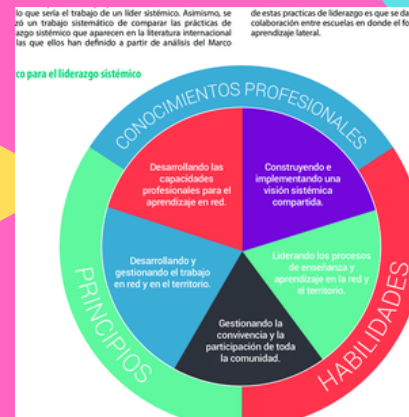 lo que sería el trabajo de un líder sistémico. Asimismo, se
zó un trabajo sistemático de comparar las prácticas de
azgo sistémico que aparecen en la literatura internacional
las que ellos han definido a partir de análisis del Marco
de estas practicas de liderazgo es que se da
colaboración entre escuelas en donde el fo
aprendizaje lateral.
co para el liderazgo sistémico
CONOCIMIENTOS PROFESIONALES
Desarrollando las
capacidades
profesionales para el
aprendizaje en red.
Construyendo e
implementando una
visión sistémica
compartida.
Desarrollando y
gestionando el trabajo
en red y en el territorio.
Liderando los procesos
de enseñanza y
aprendizaje en la red y
el territorio.
Gestionando la
convivencia y la
participación de toda
la comunidad.
PRINCIPIOS
HABILIDADES